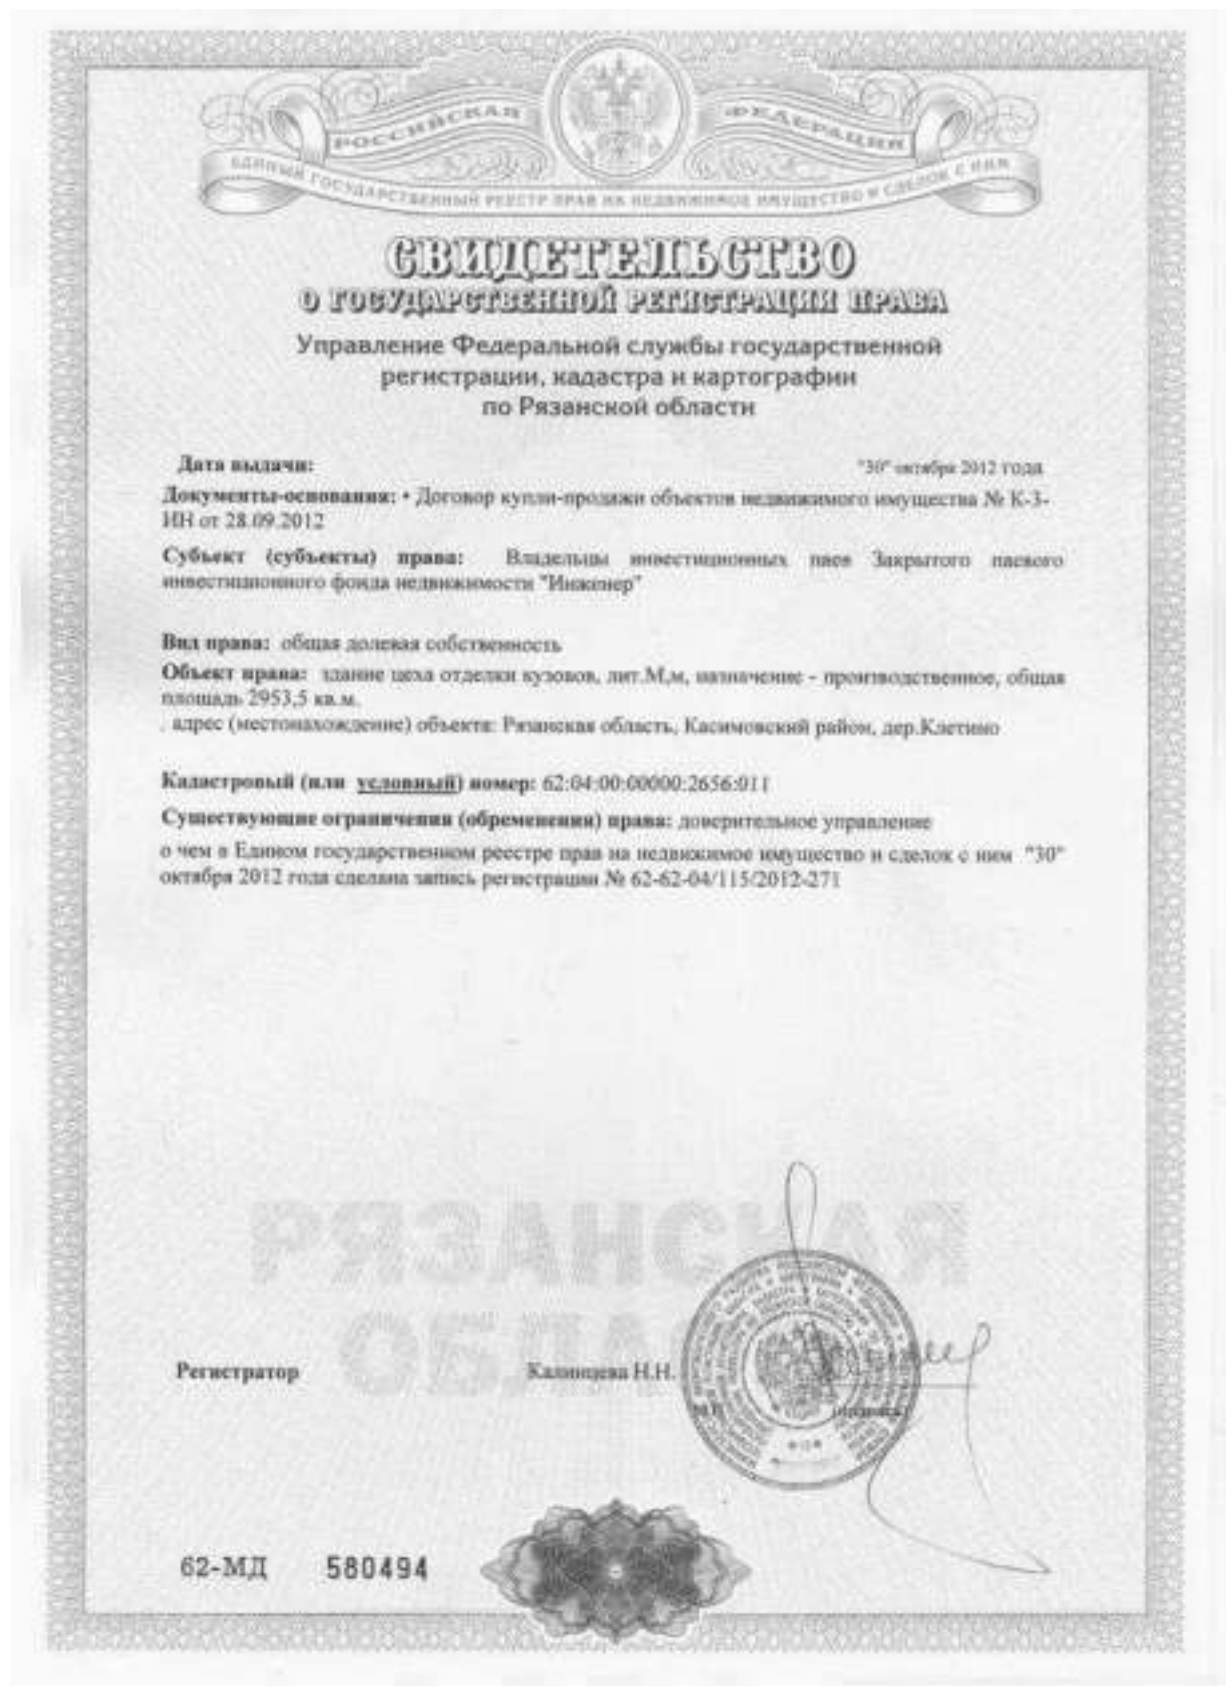 РОССИЙСКАЯ ФЕДЕРАЦИЯ
ЕДИНЫЙ ГОСУДАРСТВЕННЫЙ РЕЕСТР ПРАВ НА НЕДВИЖИМОЕ ИМУЩЕСТВО И СДЕЛОК С НИМ
СВИДЕТЕЛЬСТВО
О ГОСУДАРСТВЕННОЙ РЕГИСТРАЦИИ ПРАВА
Управление Федеральной службы государственной
регистрации, кадастра и картографии
по Рязанской области
Дата выдачи: "30" октября 2012 года
Документы-основания: • Договор купли-продажи объектов недвижимого имущества № К-3-
ИН от 28.09.2012
Субъект (субъекты) права: Владельцы инвестиционных паев Закрытого паевого
инвестиционного фонда недвижимости "Инженер"
Вид права: общая долевая собственность
Объект права: здание цеха отделки кузовов, лит.М,м, назначение - производственное, общая
площадь 2953,5 кв.м.
. адрес (местонахождение) объекта: Рязанская область, Касимовский район, дер.Клетино
Кадастровый (или условный) номер: 62:04:00:00000:2656:011
Существующие ограничения (обременения) права: доверительное управление
о чем в Едином государственном реестре прав на недвижимое имущество и сделок с ним "30"
октября 2012 года сделана запись регистрации № 62-62-04/115/2012-271
РЯЗАНСКАЯ
Регистратор Калинцева Н.Н.
(подпись)
62-МД 580494